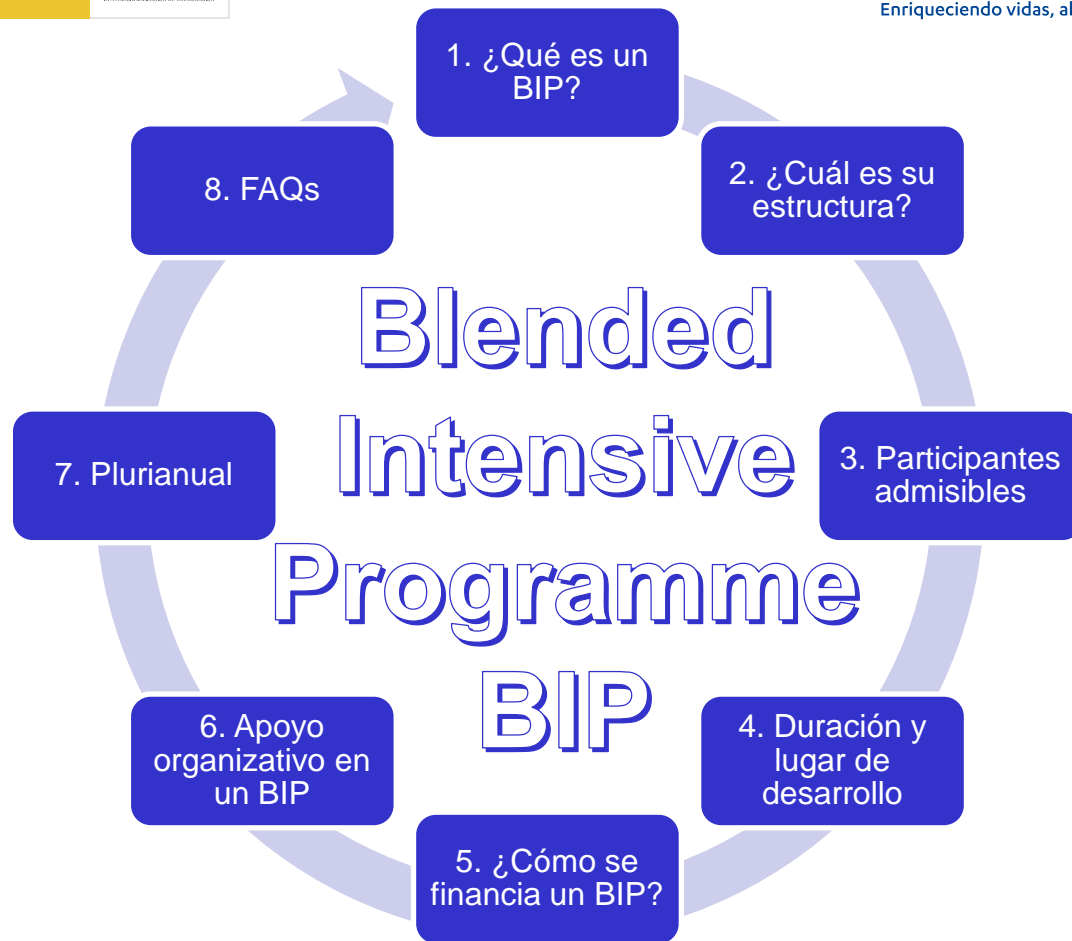 Enriqueciendo vidas, al
1. ¿Qué es un
BIP?
2. ¿Cuál es su
estructura?
3. Participantes
admisibles
4. Duración y
lugar de
desarrollo
5. ¿Cómo se
financia un BIP?
6. Apoyo
organizativo en
un BIP
7. Plurianual
8. FAQs
Blended
Intensive
Programme
BIP